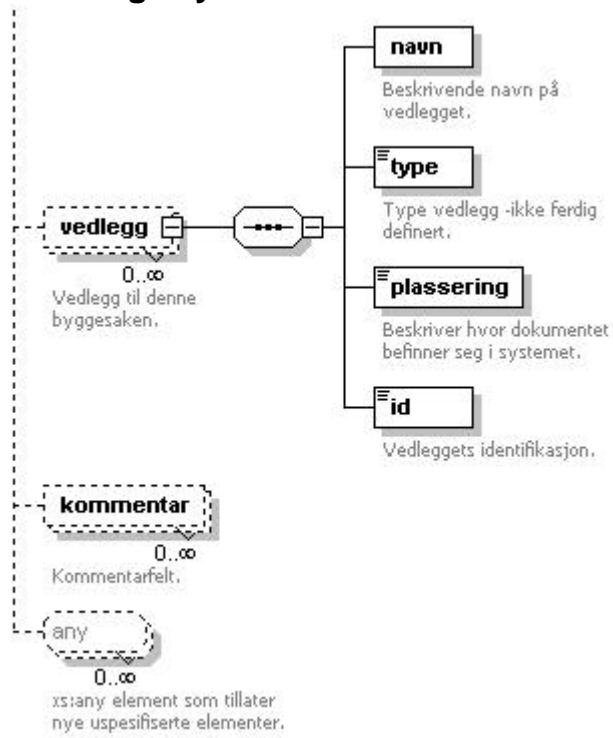 navn
Beskrivende navn på
vedlegget.
type
Type vedlegg -ikke ferdig
definert.
vedlegg
0..∞
Vedlegg til denne
byggesaken.
plassering
Beskriver hvor dokumentet
befinner seg i systemet.
id
Vedleggets identifikasjon.
kommentar
0..∞
Kommentarfelt.
any
0..∞
xs:any element som tillater
nye uspesifiserte elementer.